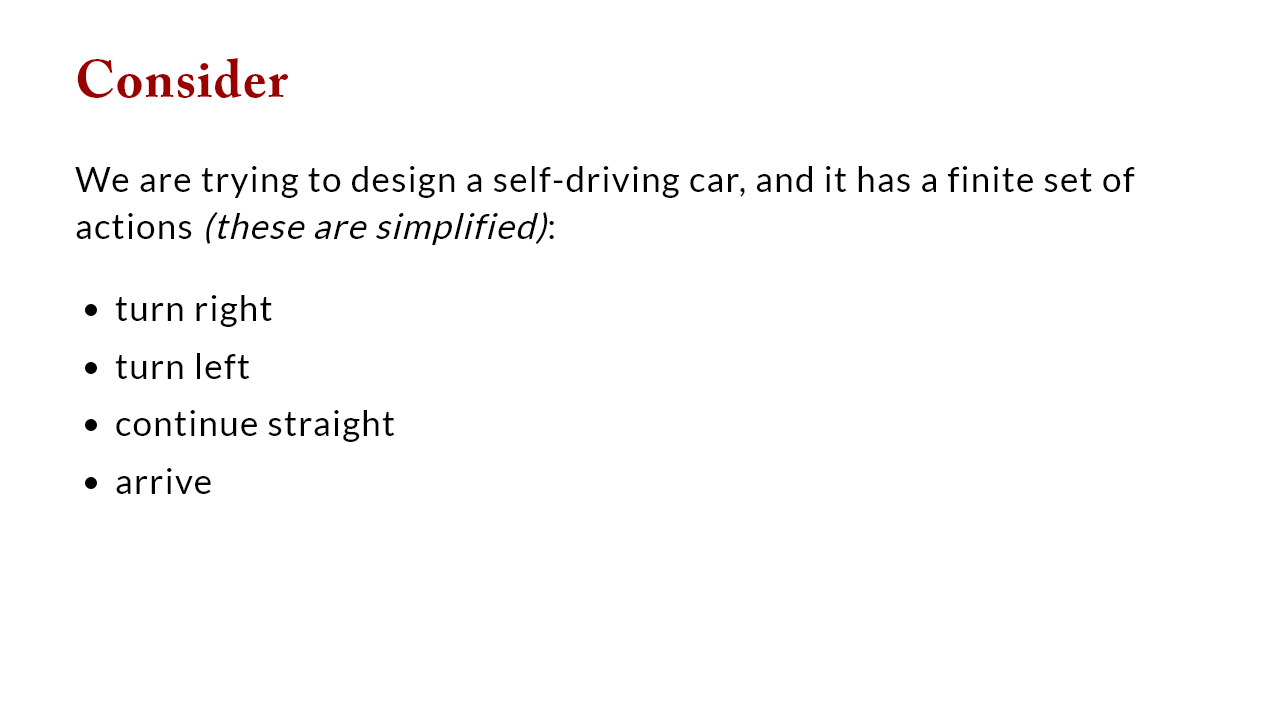 Consider
We are trying to design a self-driving car, and it has a finite set of
actions (these are simplified):
• turn right
• turn left
• continue straight
• arrive